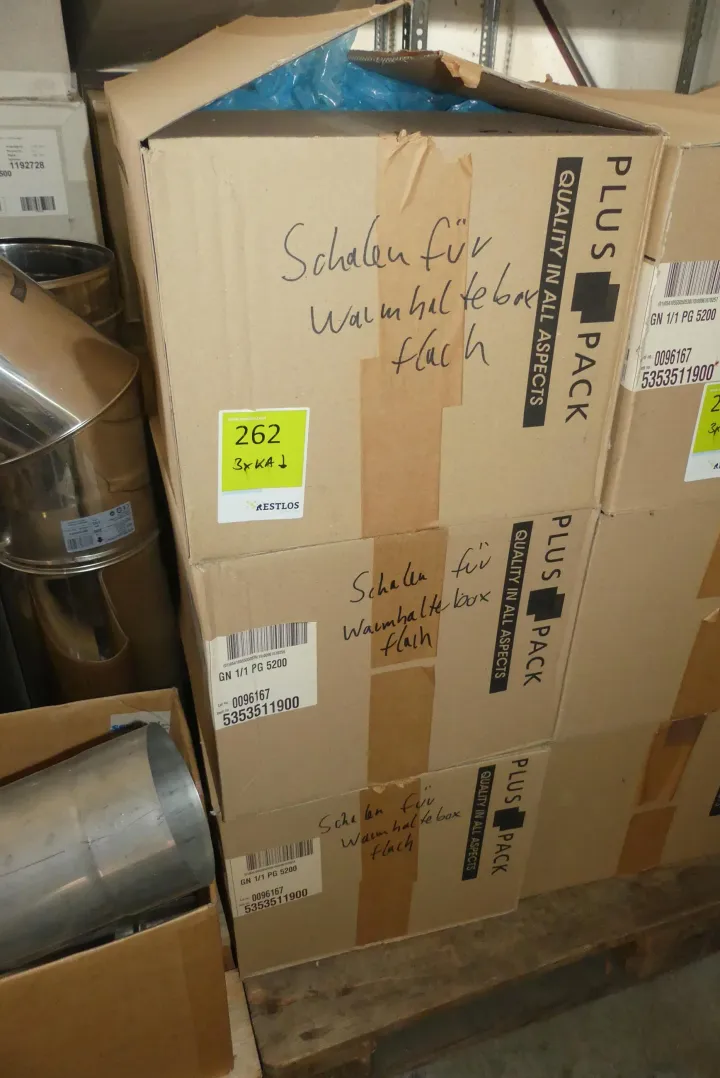 1192728
Schalen für
Warmhaltebox
flach
PLUS PACK
QUALITY IN ALL ASPECTS
262
3xKA↓
RESTLOS
GN 1/1 PG 5200
0096167
5353511900*
Schalen für
Warmhaltebox
flach
PLUS PACK
QUALITY IN ALL ASPECTS
GN 1/1 PG 5200
0096167
5353511900
Schalen für
Warmhaltebox
flach
PLUS PACK
QUALITY IN ALL ASPECTS
GN 1/1 PG 5200
0096167
5353511900